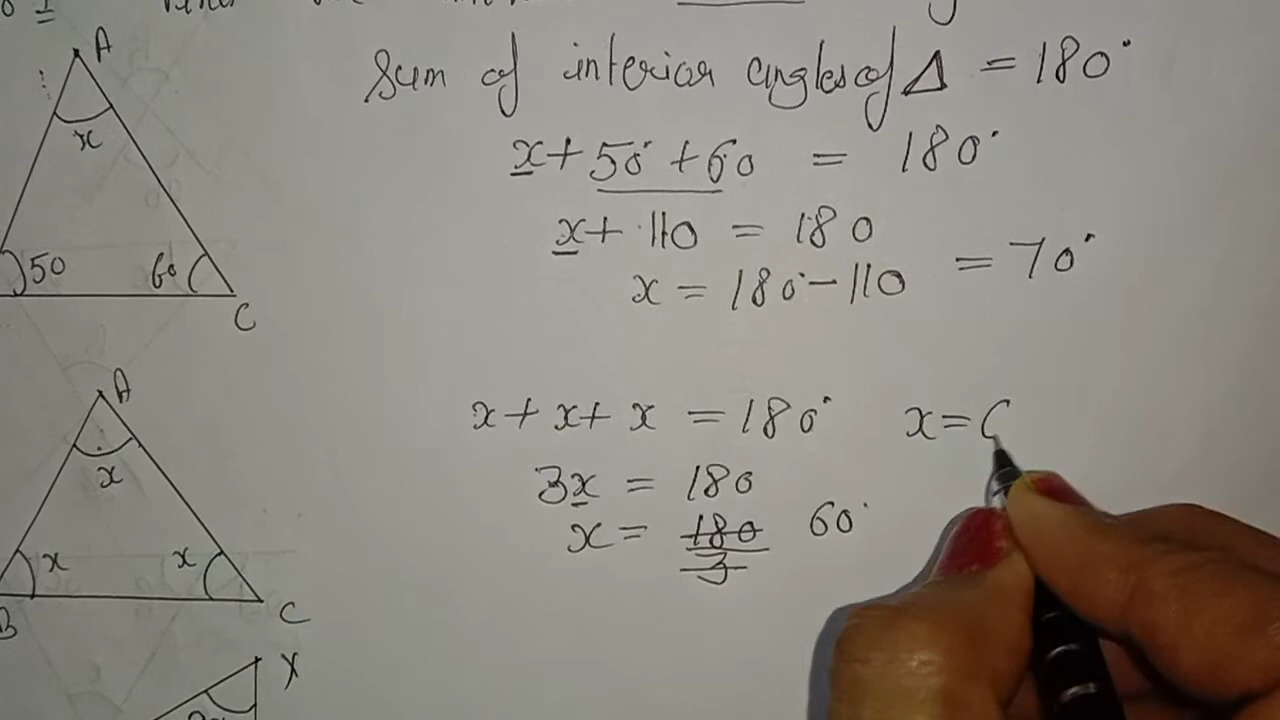 Sum of interior angles of Δ = 180°
A
x
x + 50° + 60 = 180°
x + 110 = 180
50 60
x = 180° - 110 = 70°
C
A
x + x + x = 180° x =
x
3x = 180
x = 180/3 60°
x x
B C
X